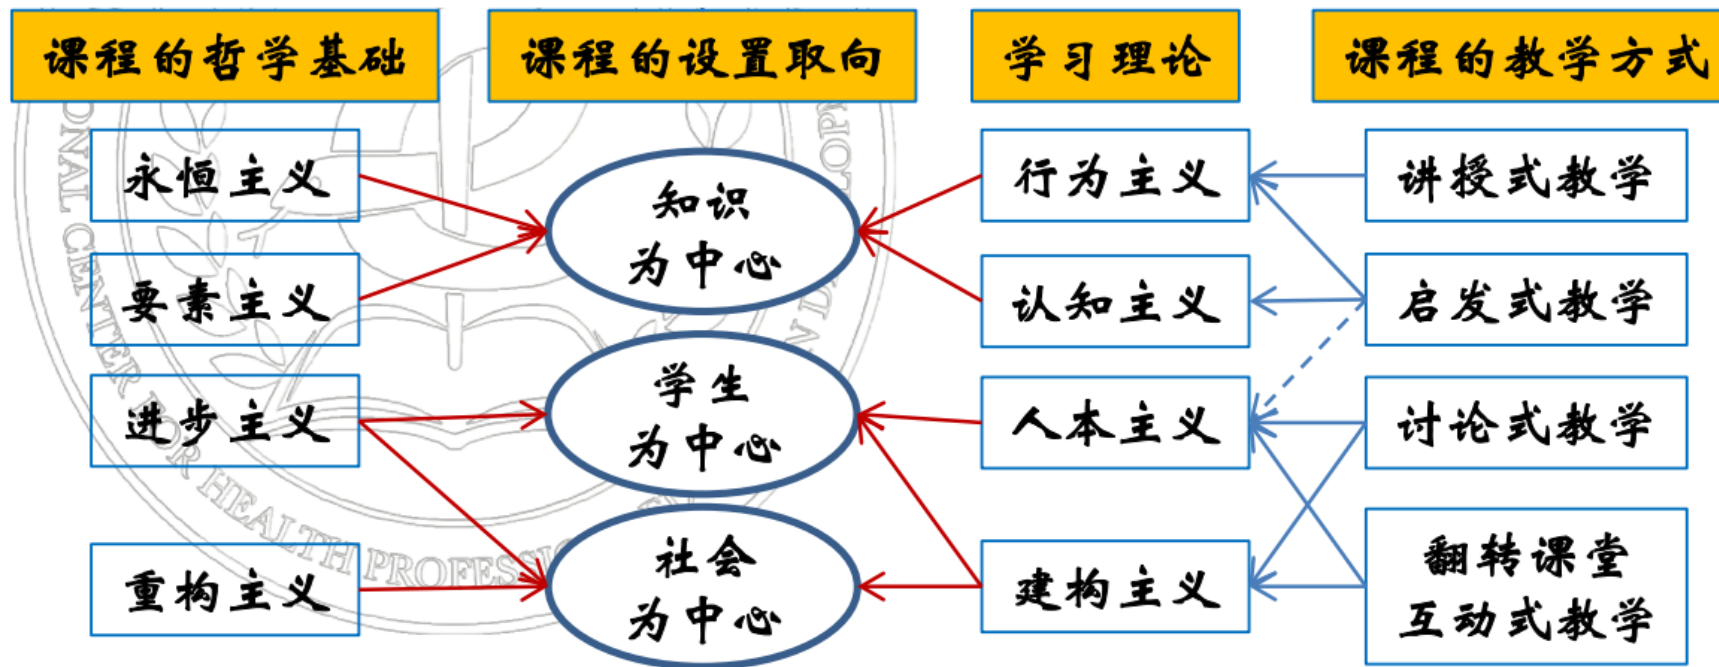 课程的哲学基础
课程的设置取向
学习理论
课程的教学方式
永恒主义
要素主义
进步主义
重构主义
知识
为中心
学生
为中心
社会
为中心
行为主义
认知主义
人本主义
建构主义
讲授式教学
启发式教学
讨论式教学
翻转课堂
互动式教学
ONAL CENTER FOR HEALTH PROFESSI